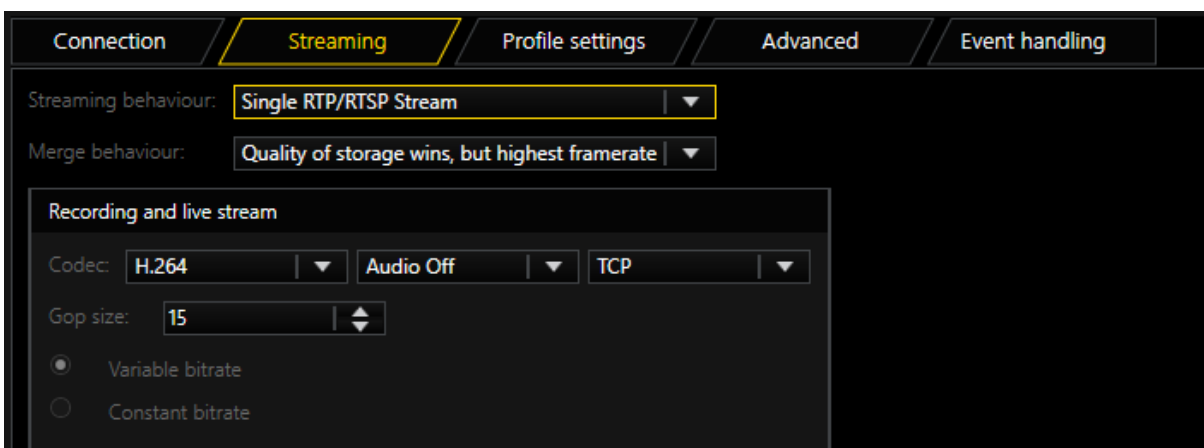 Connection Streaming Profile settings Advanced Event handling
Streaming behaviour: Single RTP/RTSP Stream
Merge behaviour: Quality of storage wins, but highest framerate
Recording and live stream
Codec: H.264 Audio Off TCP
Gop size: 15
Variable bitrate
Constant bitrate